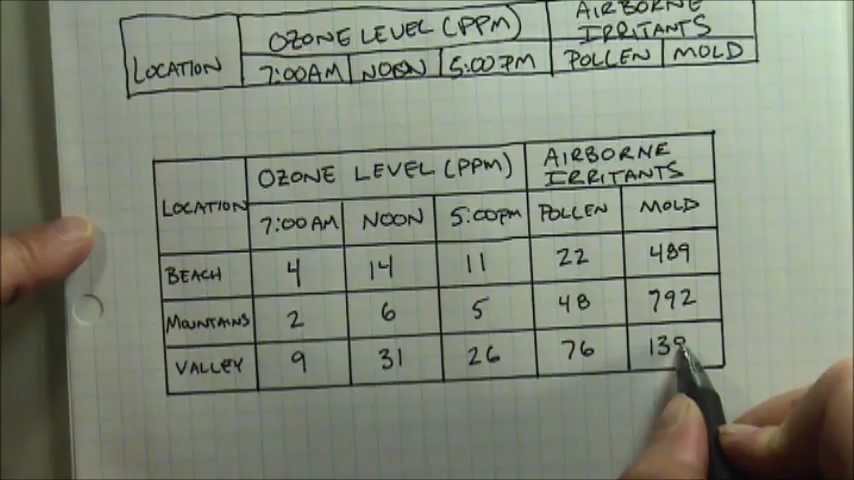 AIRBORNE
OZONE LEVEL (PPM) IRRITANTS
LOCATION 7:00AM NOON 5:00PM POLLEN MOLD
OZONE LEVEL (PPM) AIRBORNE
IRRITANTS
LOCATION 7:00AM NOON 5:00PM POLLEN MOLD
BEACH 4 14 11 22 489
MOUNTAINS 2 6 5 48 792
VALLEY 9 31 26 76